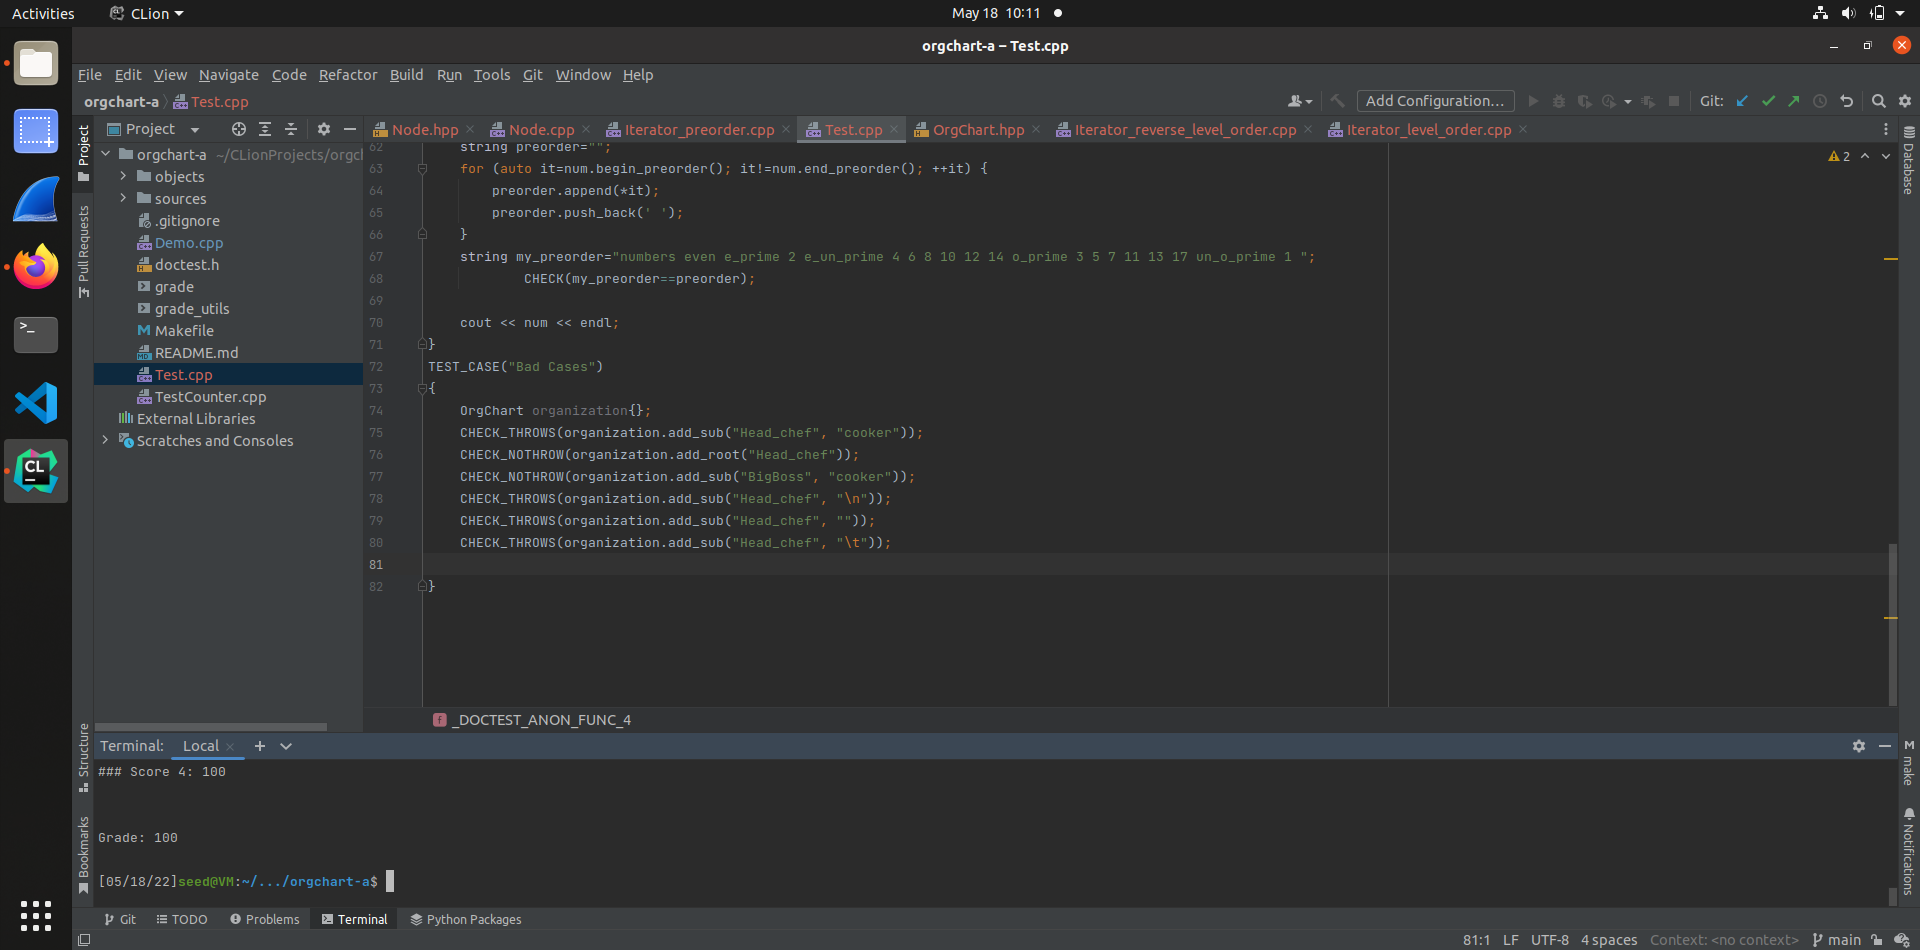 Activities
CLion
May 18 10:11
orgchart-a – Test.cpp
File Edit View Navigate Code Refactor Build Run Tools Git Window Help
orgchart-a
Test.cpp
Add Configuration...
Git:
Project
Node.hpp
Node.cpp
Iterator_preorder.cpp
Test.cpp
OrgChart.hpp
Iterator_reverse_level_order.cpp
Iterator_level_order.cpp
Project
Pull Requests
Structure
Bookmarks
orgchart-a ~/CLionProjects/orgcl
objects
sources
.gitignore
Demo.cpp
doctest.h
grade
grade_utils
Makefile
README.md
Test.cpp
TestCounter.cpp
External Libraries
Scratches and Consoles
2
62 string preorder="";
63 for (auto it=num.begin_preorder(); it!=num.end_preorder(); ++it) {
64 preorder.append(*it);
65 preorder.push_back(' ');
66 }
67 string my_preorder="numbers even e_prime 2 e_un_prime 4 6 8 10 12 14 o_prime 3 5 7 11 13 17 un_o_prime 1 ";
68 CHECK(my_preorder==preorder);
69
70 cout << num << endl;
71 }
72 TEST_CASE("Bad Cases")
73 {
74 OrgChart organization{};
75 CHECK_THROWS(organization.add_sub("Head_chef", "cooker"));
76 CHECK_NOTHROW(organization.add_root("Head_chef"));
77 CHECK_NOTHROW(organization.add_sub("BigBoss", "cooker"));
78 CHECK_THROWS(organization.add_sub("Head_chef", "\n"));
79 CHECK_THROWS(organization.add_sub("Head_chef", ""));
80 CHECK_THROWS(organization.add_sub("Head_chef", "\t"));
81
82 }
f _DOCTEST_ANON_FUNC_4
Database
make
Notifications
Terminal: Local
### Score 4: 100
Grade: 100
[05/18/22]seed@VM:~/.../orgchart-a$
Git TODO Problems Terminal Python Packages
81:1 LF UTF-8 4 spaces Context: <no context> main